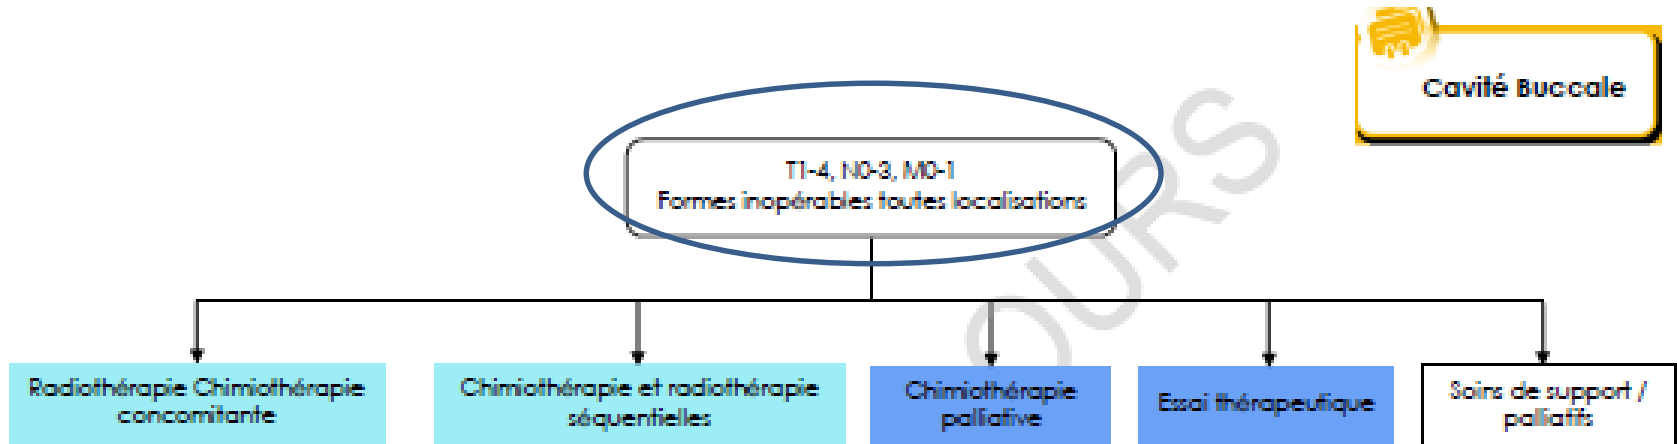 Cavité Buccale
T1-4, N0-3, M0-1
Formes inopérables toutes localisations
OURS
Radiothérapie Chimiothérapie
concomitante
Chimiothérapie et radiothérapie
séquentielles
Chimiothérapie
palliative
Essai thérapeutique
Soins de support /
palliatifs